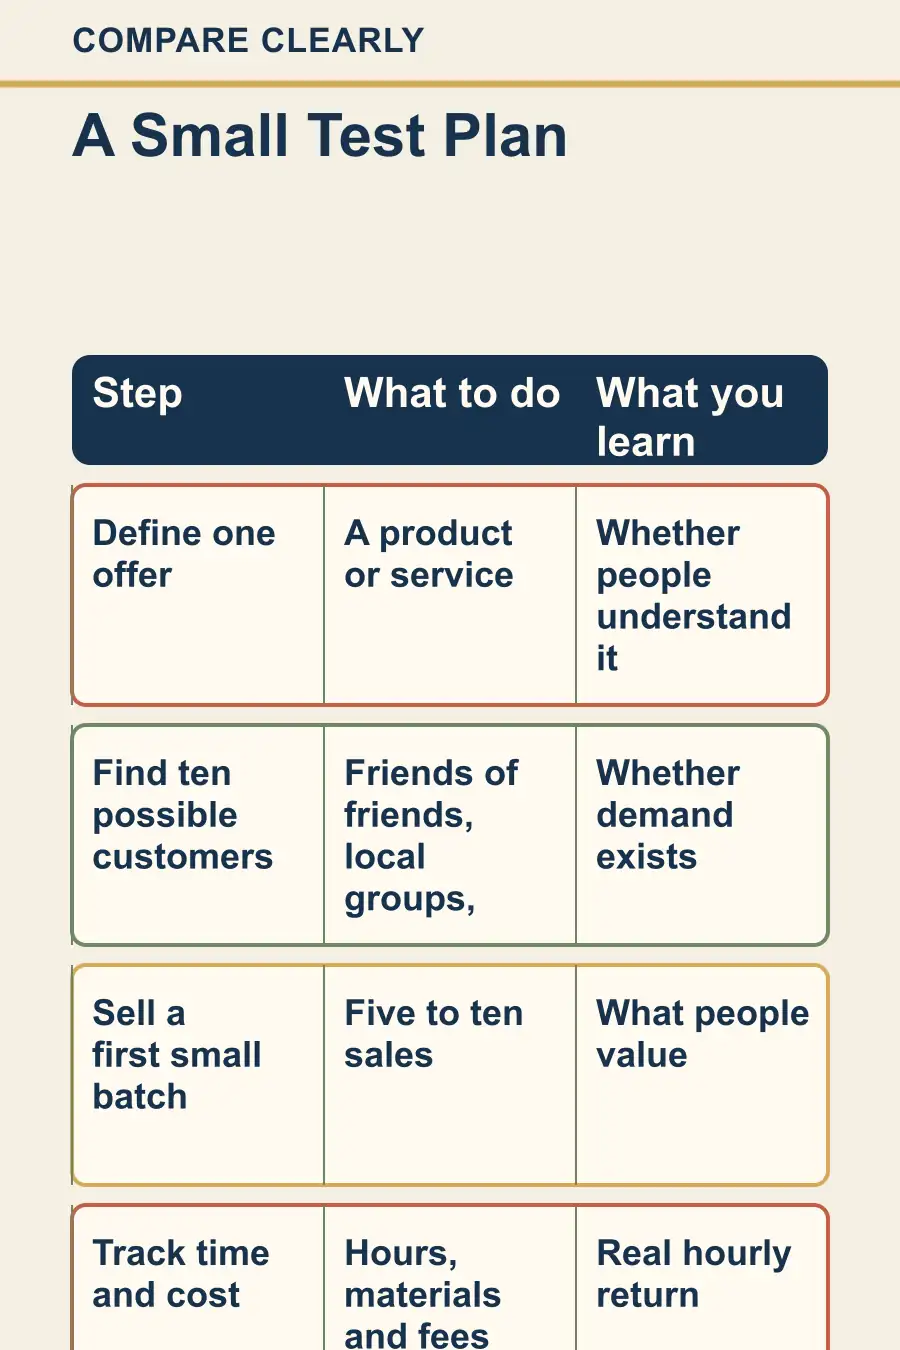 COMPARE CLEARLY
A Small Test Plan
Step
What to do
What you
learn
Define one
offer
A product
or service
Whether
people
understand
it
Find ten
possible
customers
Friends of
friends,
local
groups,
Whether
demand
exists
Sell a
first small
batch
Five to ten
sales
What people
value
Track time
and cost
Hours,
materials
and fees
Real hourly
return